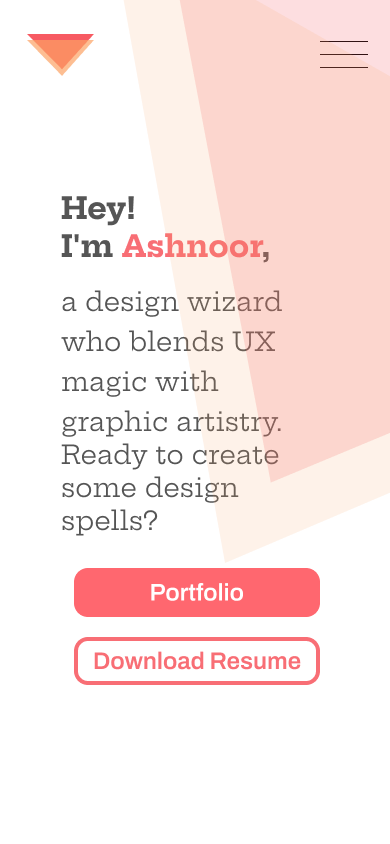 Hey!
I'm Ashnoor,
a design wizard
who blends UX
magic with
graphic artistry.
Ready to create
some design
spells?
Portfolio
Download Resume